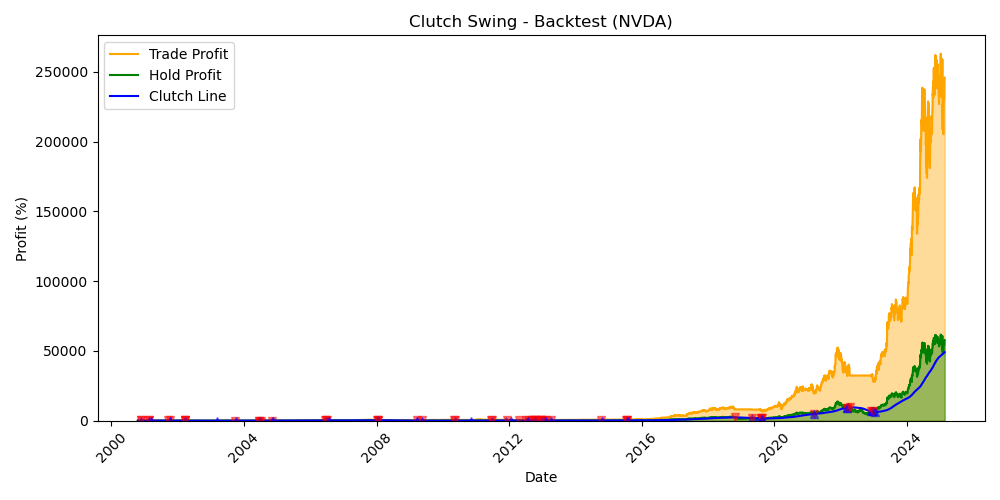 Clutch Swing - Backtest (NVDA)
Trade Profit
Hold Profit
Clutch Line
Profit (%)
250000
200000
150000
100000
50000
0
2000
2004
2008
2012
2016
2020
2024
Date